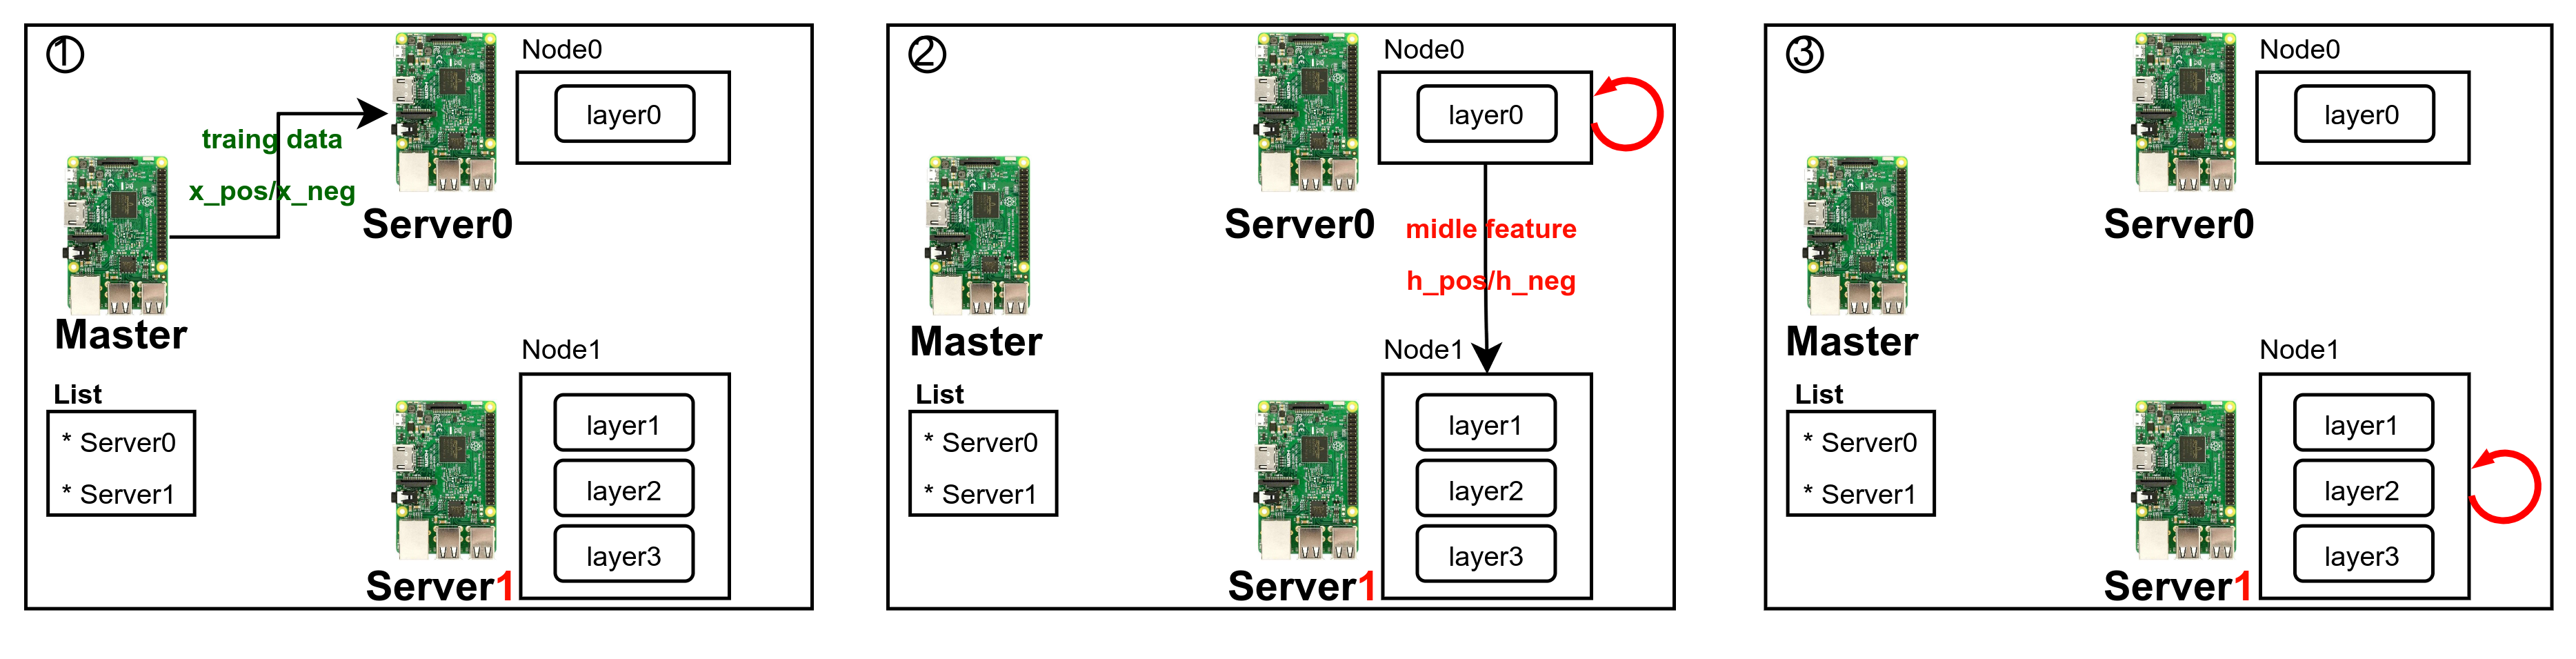 ①
Node0
layer0
traing data
x_pos/x_neg
Server0
Master
Node1
List
* Server0
* Server1
layer1
layer2
layer3
Server1
②
Node0
layer0
Server0
midle feature
h_pos/h_neg
Master
Node1
List
* Server0
* Server1
layer1
layer2
layer3
Server1
③
Node0
layer0
Server0
Master
Node1
List
* Server0
* Server1
layer1
layer2
layer3
Server1